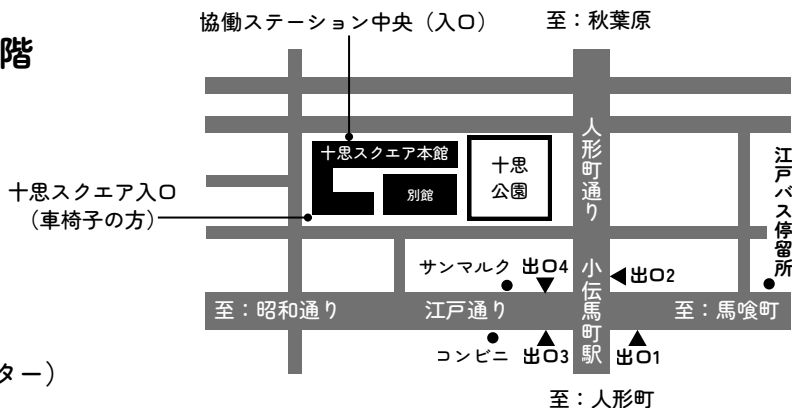 協働ステーション中央（入口）
至：秋葉原
階
人形町通り
十思スクエア本館
十思
公園
別館
十思スクエア入口
（車椅子の方）
江戸バス停留所
サンマルク
出口4
小伝馬町駅
出口2
至：昭和通り
江戸通り
至：馬喰町
コンビニ
出口3
出口1
ター）
至：人形町